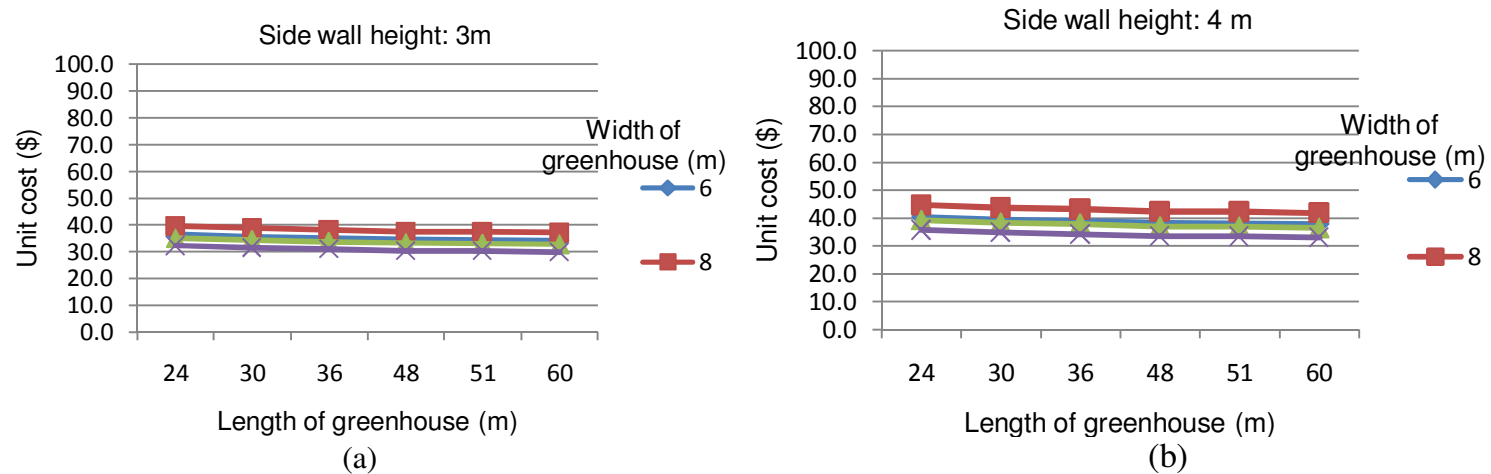 Side wall height: 3m
100.0
90.0
80.0
70.0
60.0
50.0
40.0
30.0
20.0
10.0
0.0
Unit cost ($)
24 30 36 48 51 60
Length of greenhouse (m)
Width of
greenhouse (m)
6
8
(a)
Side wall height: 4 m
100.0
90.0
80.0
70.0
60.0
50.0
40.0
30.0
20.0
10.0
0.0
Unit cost ($)
24 30 36 48 51 60
Length of greenhouse (m)
Width of
greenhouse (m)
6
8
(b)